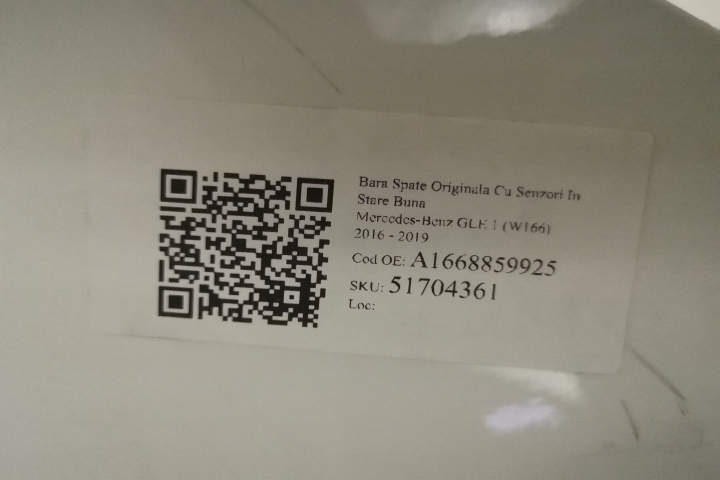 Bara Spate Originala Cu Senzori In
Stare Buna
Mercedes-Benz GLE 1 (W166)
2016 - 2019
Cod OE: A1668859925
SKU: 51704361
Loc: